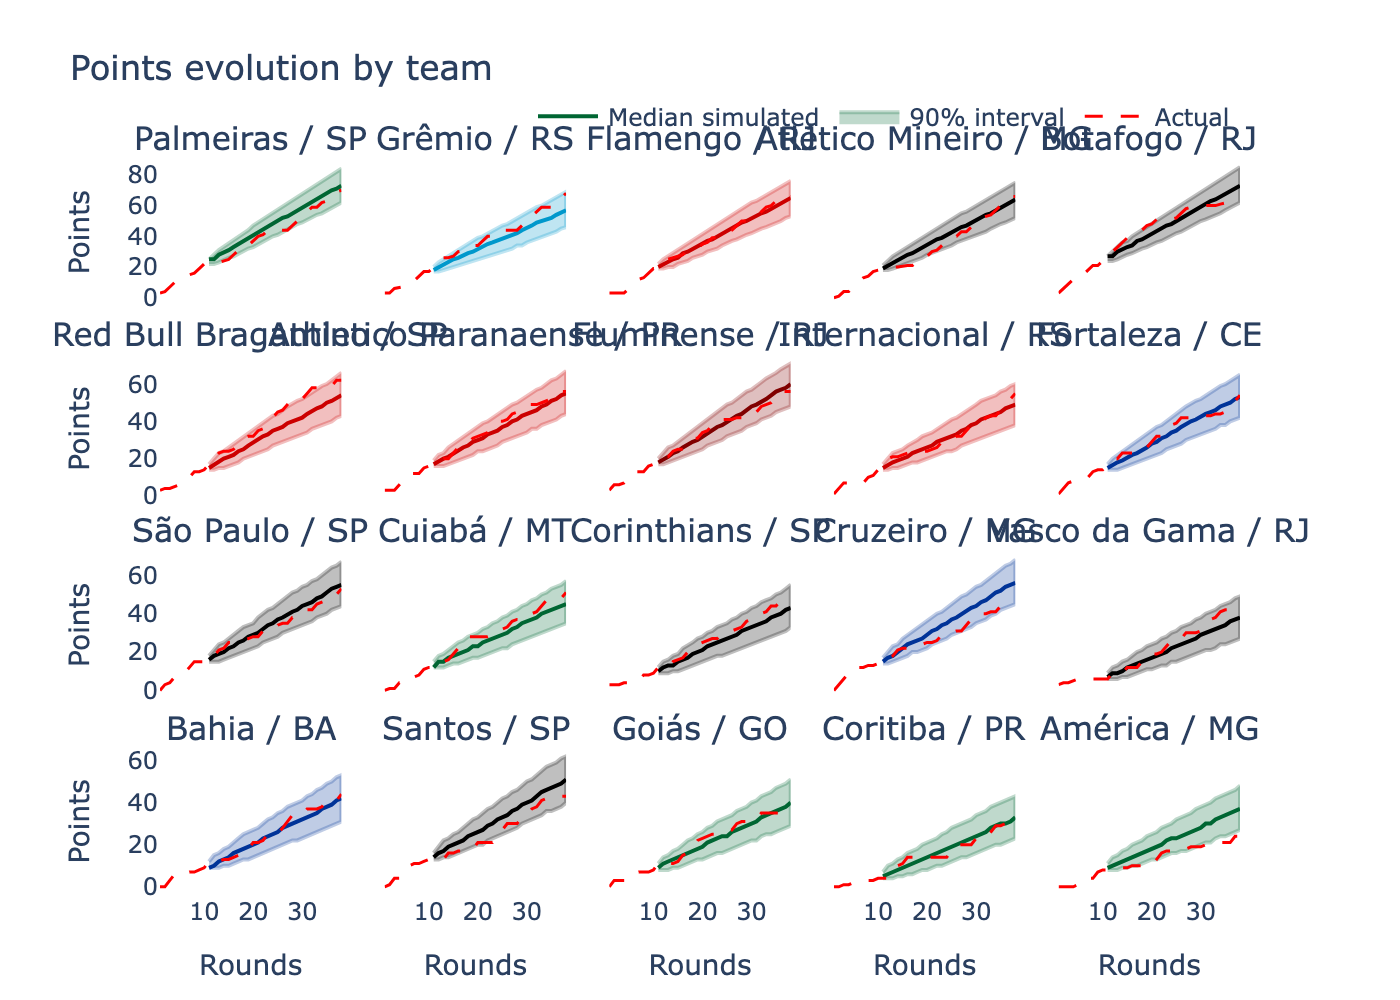 Points evolution by team
Median simulated 90% interval Actual
Palmeiras / SP Grêmio / RS Flamengo / RJ Atlético Mineiro / MG Botafogo / RJ
80
60
40
20
0
Points
Red Bull Bragantino / SP Athletico Paranaense / PR Fluminense / RJ Internacional / RS Fortaleza / CE
60
40
20
0
Points
São Paulo / SP Cuiabá / MT Corinthians / SP Cruzeiro / MG Vasco da Gama / RJ
60
40
20
0
Points
Bahia / BA Santos / SP Goiás / GO Coritiba / PR América / MG
60
40
20
0
Points
10 20 30 10 20 30 10 20 30 10 20 30 10 20 30
Rounds Rounds Rounds Rounds Rounds